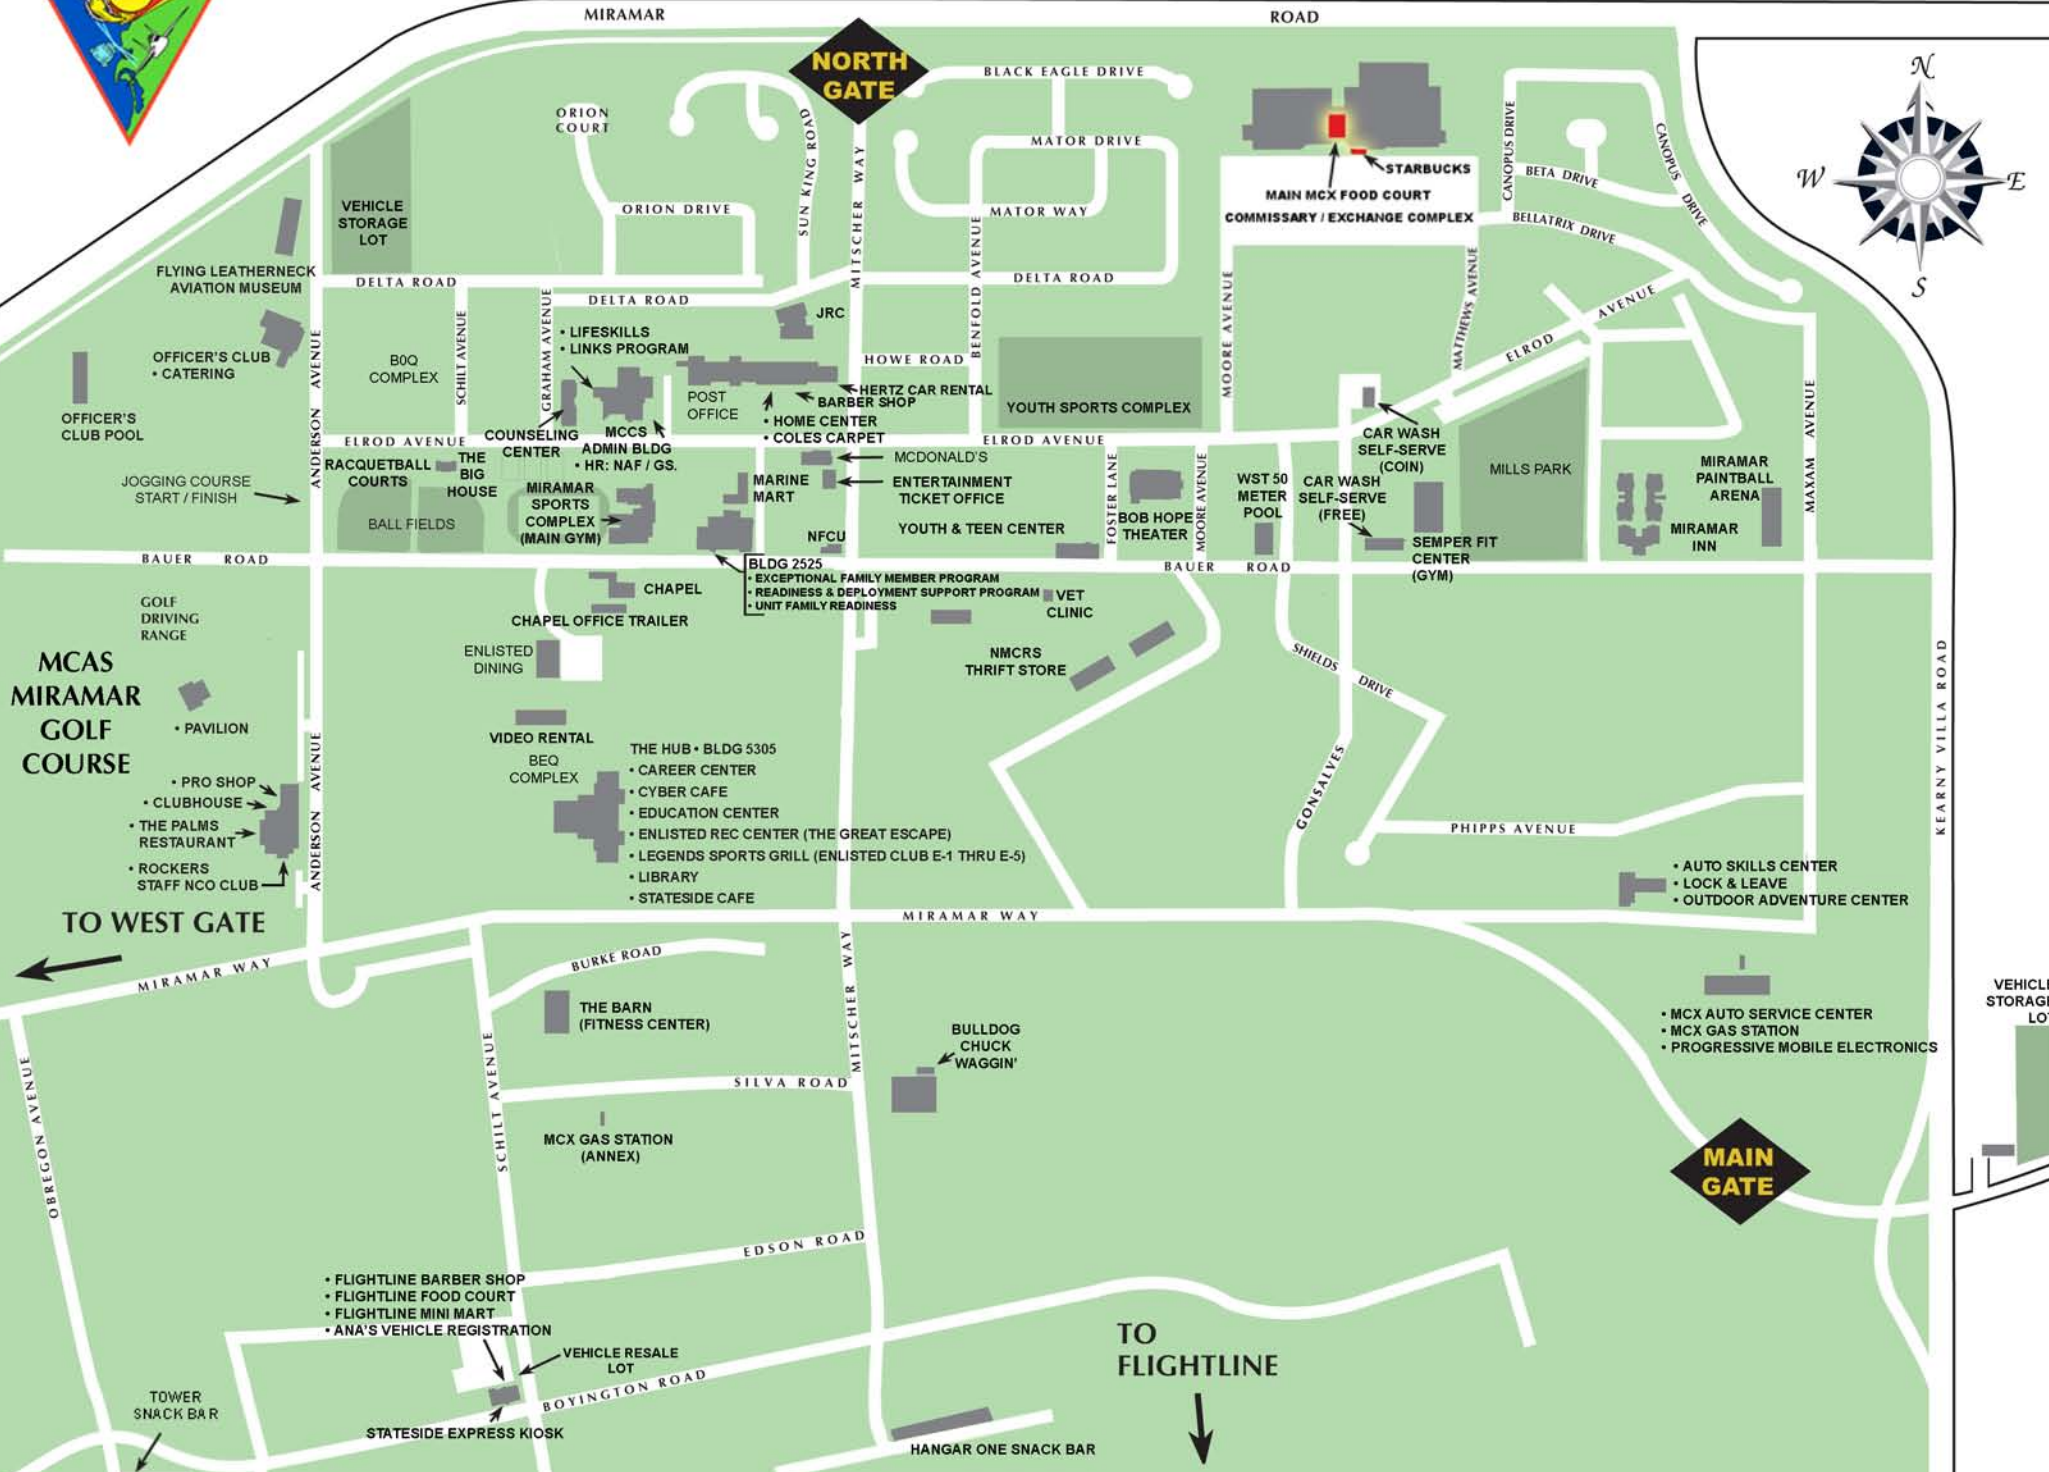 MIRAMAR ROAD
NORTH
GATE
BLACK EAGLE DRIVE
ORION
COURT
SUN KING ROAD
MITSCHER WAY
MATOR DRIVE
CANOPUS DRIVE
CANOPUS DRIVE
N
W
E
S
STARBUCKS
BETA DRIVE
MAIN MCX FOOD COURT
COMMISSARY / EXCHANGE COMPLEX
BELLATRIX DRIVE
VEHICLE
STORAGE
LOT
ORION DRIVE
MATOR WAY
BENFOLD AVENUE
FLYING LEATHERNECK
AVIATION MUSEUM
DELTA ROAD
DELTA ROAD
DELTA ROAD
MOORE AVENUE
MATTHEWS AVENUE
ELROD AVENUE
JRC
• LIFESKILLS
• LINKS PROGRAM
OFFICER'S CLUB
• CATERING
ANDERSON AVENUE
BOQ
COMPLEX
SCHILT AVENUE
GRAHAM AVENUE
HOWE ROAD
POST
OFFICE
HERTZ CAR RENTAL
BARBER SHOP
• HOME CENTER
• COLES CARPET
YOUTH SPORTS COMPLEX
OFFICER'S
CLUB POOL
ELROD AVENUE
COUNSELING
CENTER
MCCS
ADMIN BLDG
• HR: NAF / GS.
ELROD AVENUE
CAR WASH
SELF-SERVE
(COIN)
MAXAM AVENUE
RACQUETBALL
COURTS
THE
BIG
HOUSE
MCDONALD'S
JOGGING COURSE
START / FINISH
MIRAMAR
SPORTS
COMPLEX
(MAIN GYM)
MARINE
MART
ENTERTAINMENT
TICKET OFFICE
FOSTER LANE
MOORE AVENUE
WST 50
METER
POOL
CAR WASH
SELF-SERVE
(FREE)
MILLS PARK
MIRAMAR
PAINTBALL
ARENA
BALL FIELDS
YOUTH & TEEN CENTER
BOB HOPE
THEATER
NFCU
SEMPER FIT
CENTER
(GYM)
MIRAMAR
INN
BAUER ROAD
BAUER ROAD
BLDG 2525
• EXCEPTIONAL FAMILY MEMBER PROGRAM
• READINESS & DEPLOYMENT SUPPORT PROGRAM
• UNIT FAMILY READINESS
CHAPEL
VET
CLINIC
GOLF
DRIVING
RANGE
CHAPEL OFFICE TRAILER
MCAS
MIRAMAR
GOLF
COURSE
ENLISTED
DINING
NMCRS
THRIFT STORE
SHIELDS DRIVE
KEARNY VILLA ROAD
• PAVILION
VIDEO RENTAL
BEQ
COMPLEX
THE HUB • BLDG 5305
• CAREER CENTER
• CYBER CAFE
• EDUCATION CENTER
• ENLISTED REC CENTER (THE GREAT ESCAPE)
• LEGENDS SPORTS GRILL (ENLISTED CLUB E-1 THRU E-5)
• LIBRARY
• STATESIDE CAFE
• PRO SHOP
• CLUBHOUSE
• THE PALMS
RESTAURANT
• ROCKERS
STAFF NCO CLUB
ANDERSON AVENUE
GONSALVES
PHIPPS AVENUE
• AUTO SKILLS CENTER
• LOCK & LEAVE
• OUTDOOR ADVENTURE CENTER
TO WEST GATE
MIRAMAR WAY
MIRAMAR WAY
BURKE ROAD
MITSCHER WAY
THE BARN
(FITNESS CENTER)
BULLDOG
CHUCK
WAGGIN'
• MCX AUTO SERVICE CENTER
• MCX GAS STATION
• PROGRESSIVE MOBILE ELECTRONICS
VEHICL
STORAG
LO
OBREGON AVENUE
SCHILT AVENUE
SILVA ROAD
MCX GAS STATION
(ANNEX)
MAIN
GATE
EDSON ROAD
• FLIGHTLINE BARBER SHOP
• FLIGHTLINE FOOD COURT
• FLIGHTLINE MINI MART
• ANA'S VEHICLE REGISTRATION
VEHICLE RESALE
LOT
BOYINGTON ROAD
TO
FLIGHTLINE
TOWER
SNACK BAR
STATESIDE EXPRESS KIOSK
HANGAR ONE SNACK BAR